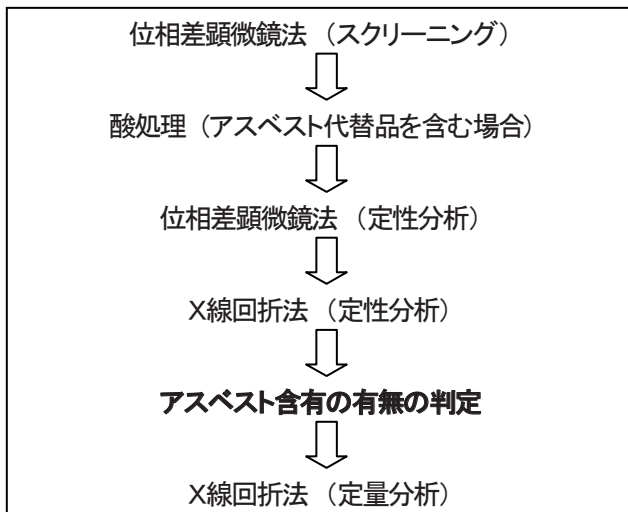 位相差顕微鏡法 (スクリーニング)
酸処理 (アスベスト代替品を含む場合)
位相差顕微鏡法 (定性分析)
X線回折法 (定性分析)
アスベスト含有の有無の判定
X線回折法 (定量分析)